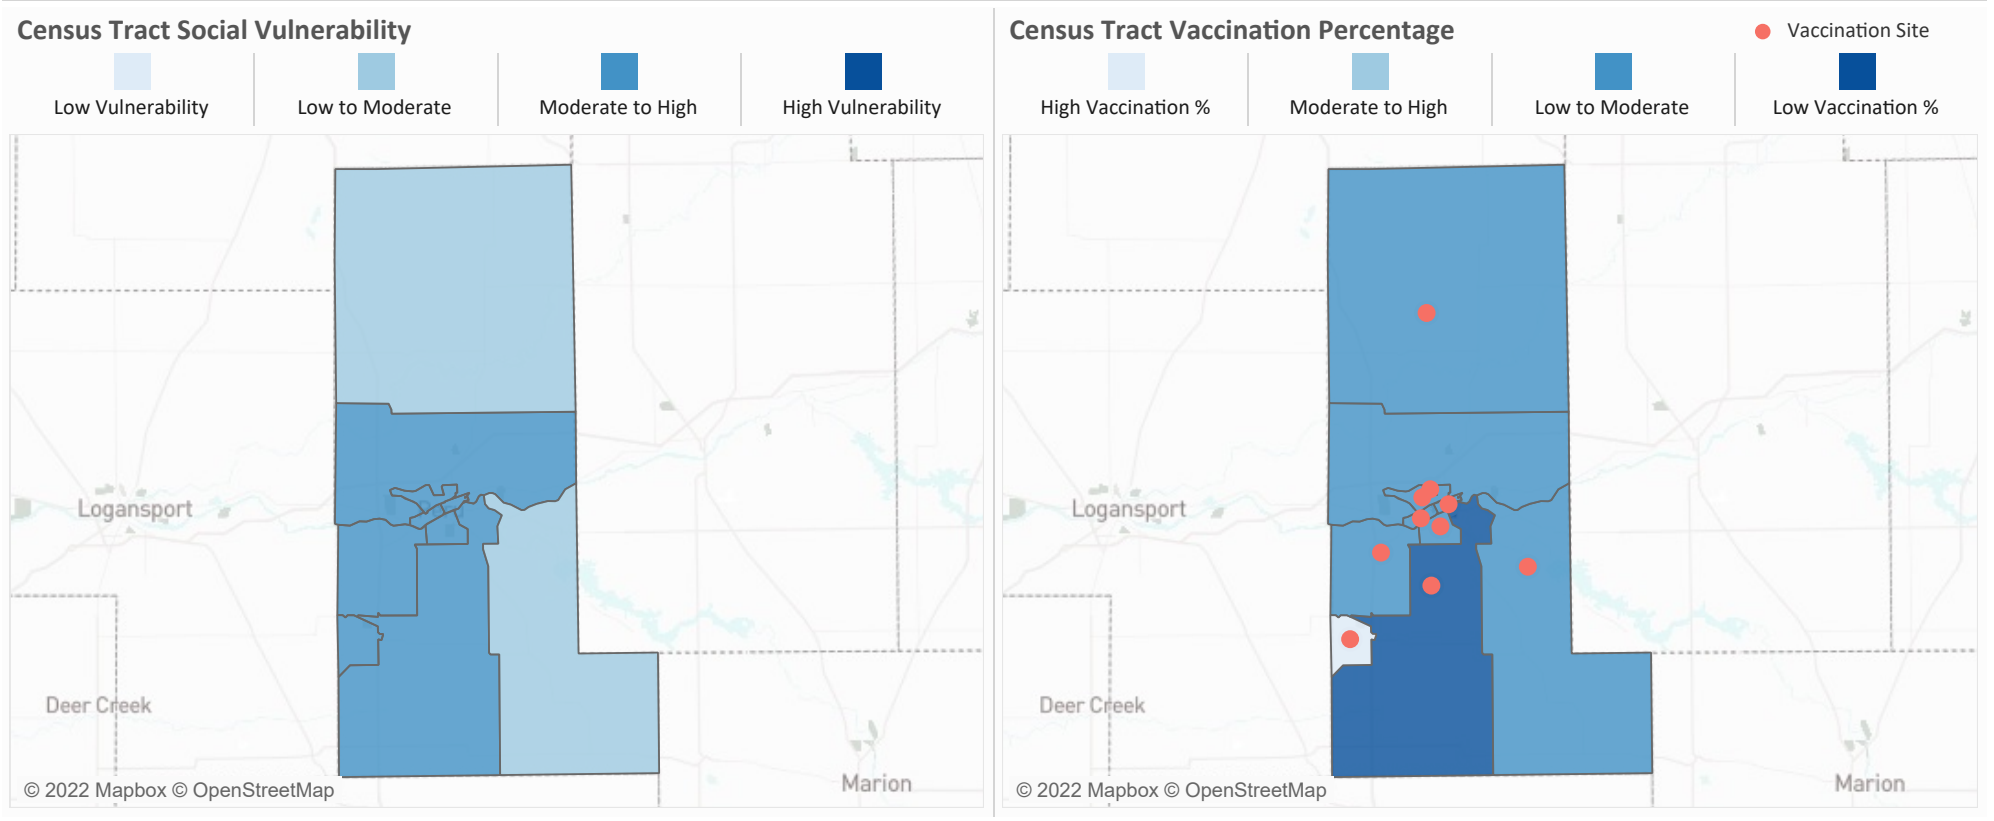 Census Tract Social Vulnerability
Low Vulnerability
Low to Moderate
Moderate to High
High Vulnerability
Logansport
Deer Creek
Marion
© 2022 Mapbox © OpenStreetMap
Census Tract Vaccination Percentage
Vaccination Site
High Vaccination %
Moderate to High
Low to Moderate
Low Vaccination %
Logansport
Deer Creek
Marion
© 2022 Mapbox © OpenStreetMap